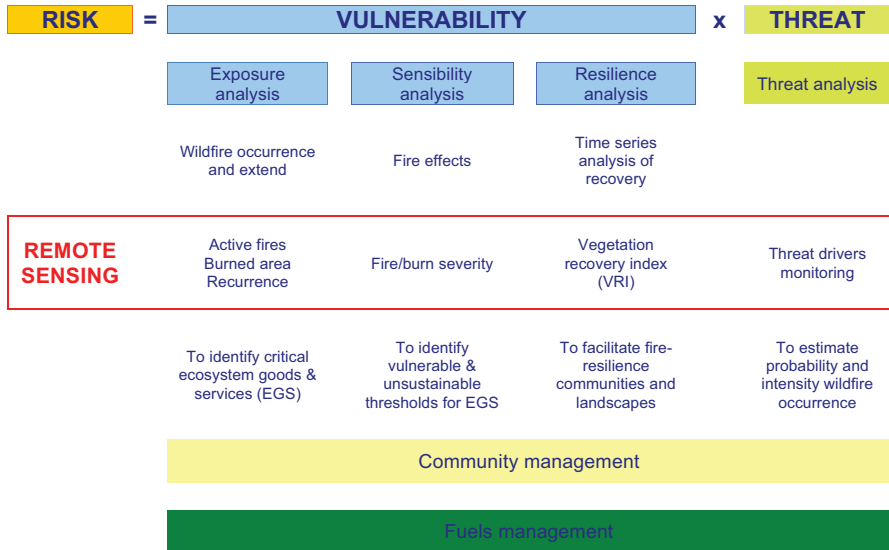 RISK = VULNERABILITY x THREAT
Exposure
analysis
Sensibility
analysis
Resilience
analysis
Threat analysis
Wildfire occurrence
and extend
Fire effects
Time series
analysis of
recovery
REMOTE
SENSING
Active fires
Burned area
Recurrence
Fire/burn severity
Vegetation
recovery index
(VRI)
Threat drivers
monitoring
To identify critical
ecosystem goods &
services (EGS)
To identify
vulnerable &
unsustainable
thresholds for EGS
To facilitate fire-
resilience
communities and
landscapes
To estimate
probability and
intensity wildfire
occurrence
Community management
Fuels management